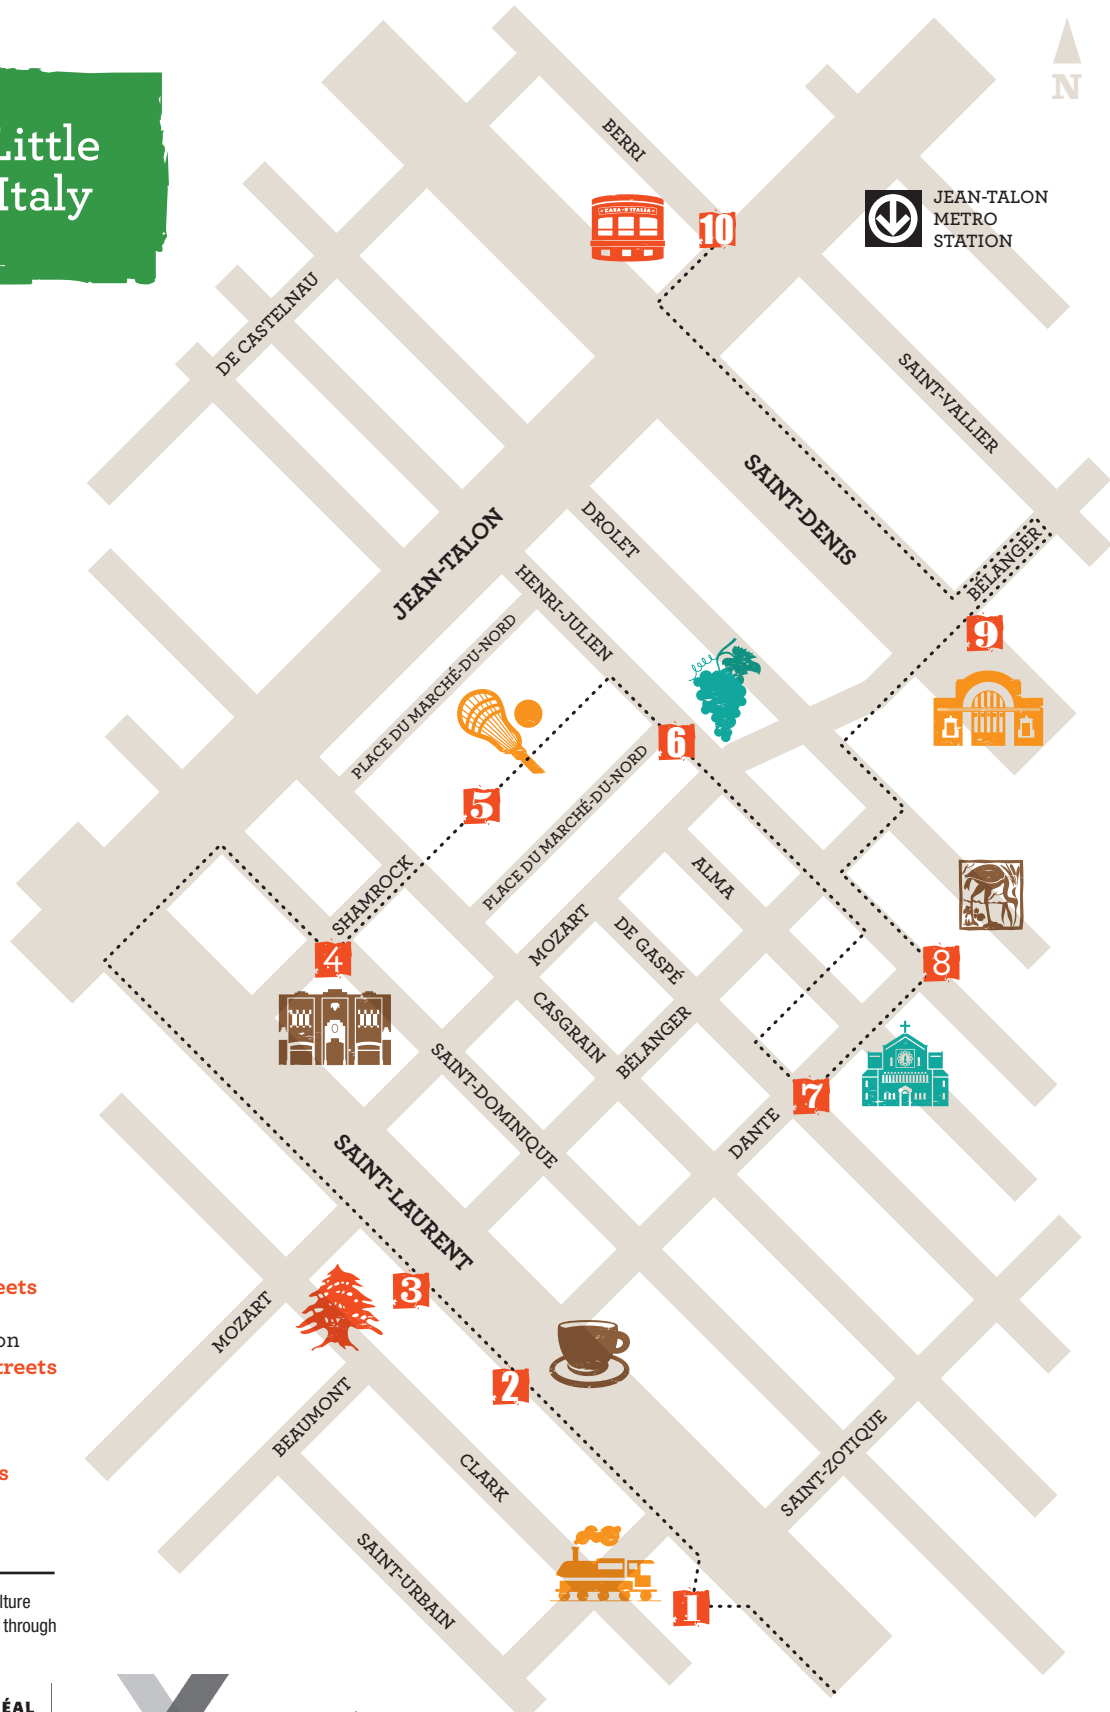 Little
Italy
N
BERRI
CASA D'ITALIA
10
JEAN-TALON
METRO
STATION
DE CASTELNAU
SAINT-VALLIER
SAINT-DENIS
DROLET
JEAN-TALON
HENRI-JULIEN
BÉLANGER
9
PLACE DU MARCHÉ-DU-NORD
6
5
PLACE DU MARCHÉ-DU-NORD
SHAMROCK
ALMA
MOZART
DE GASPÉ
4
8
CASGRAIN
BÉLANGER
SAINT-DOMINIQUE
7
DANTE
SAINT-LAURENT
3
MOZART
2
BEAUMONT
CLARK
SAINT-ZOTIQUE
SAINT-URBAIN
1
eets
on
treets
s
lture
through
ÉAL